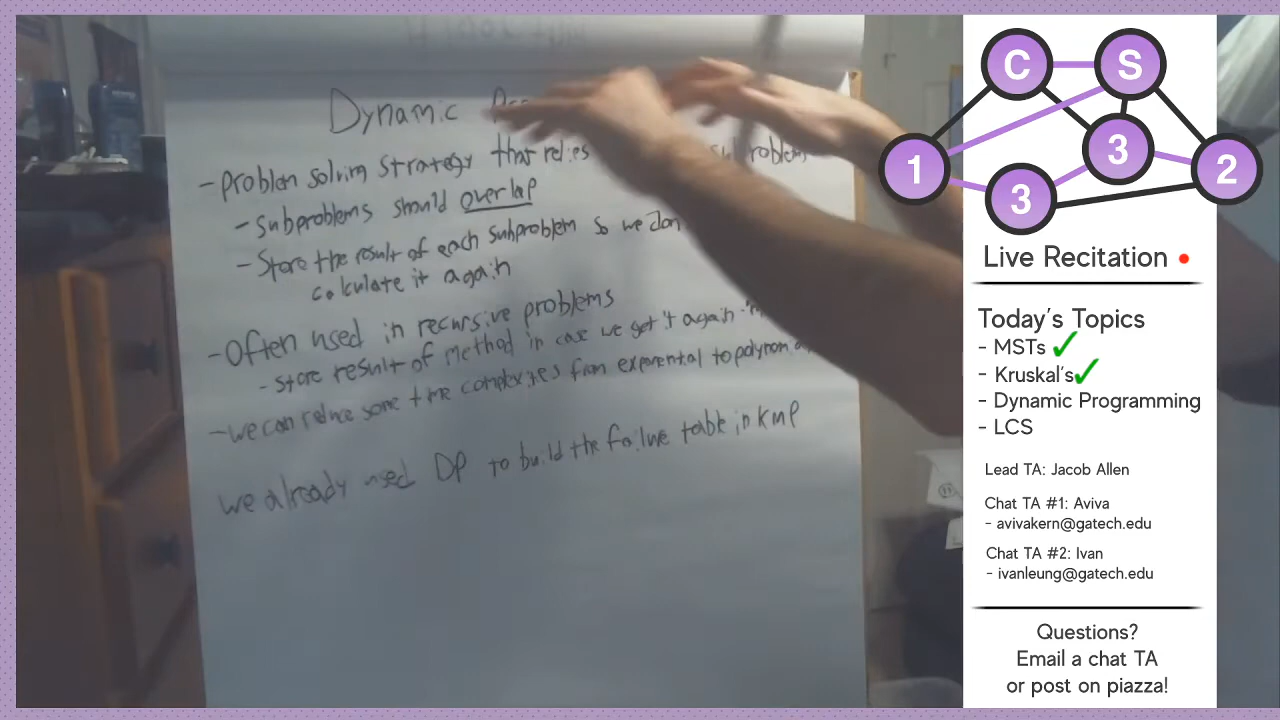 Dynamic
- problem solving strategy that relies
- subproblems should overlap
- Store the result of each subproblem so we don
calculate it again
- Often used in recursive problems
- store result of method in case we get it again
- we can reduce some time complexities from exponential to
we already used DP to build the failure table in KMP
C S
1 3 3 2
Live Recitation
Today's Topics
- MSTs
- Kruskal's
- Dynamic Programming
- LCS
Lead TA: Jacob Allen
Chat TA #1: Aviva
- avivakern@gatech.edu
Chat TA #2: Ivan
- ivanleung@gatech.edu
Questions?
Email a chat TA
or post on piazza!